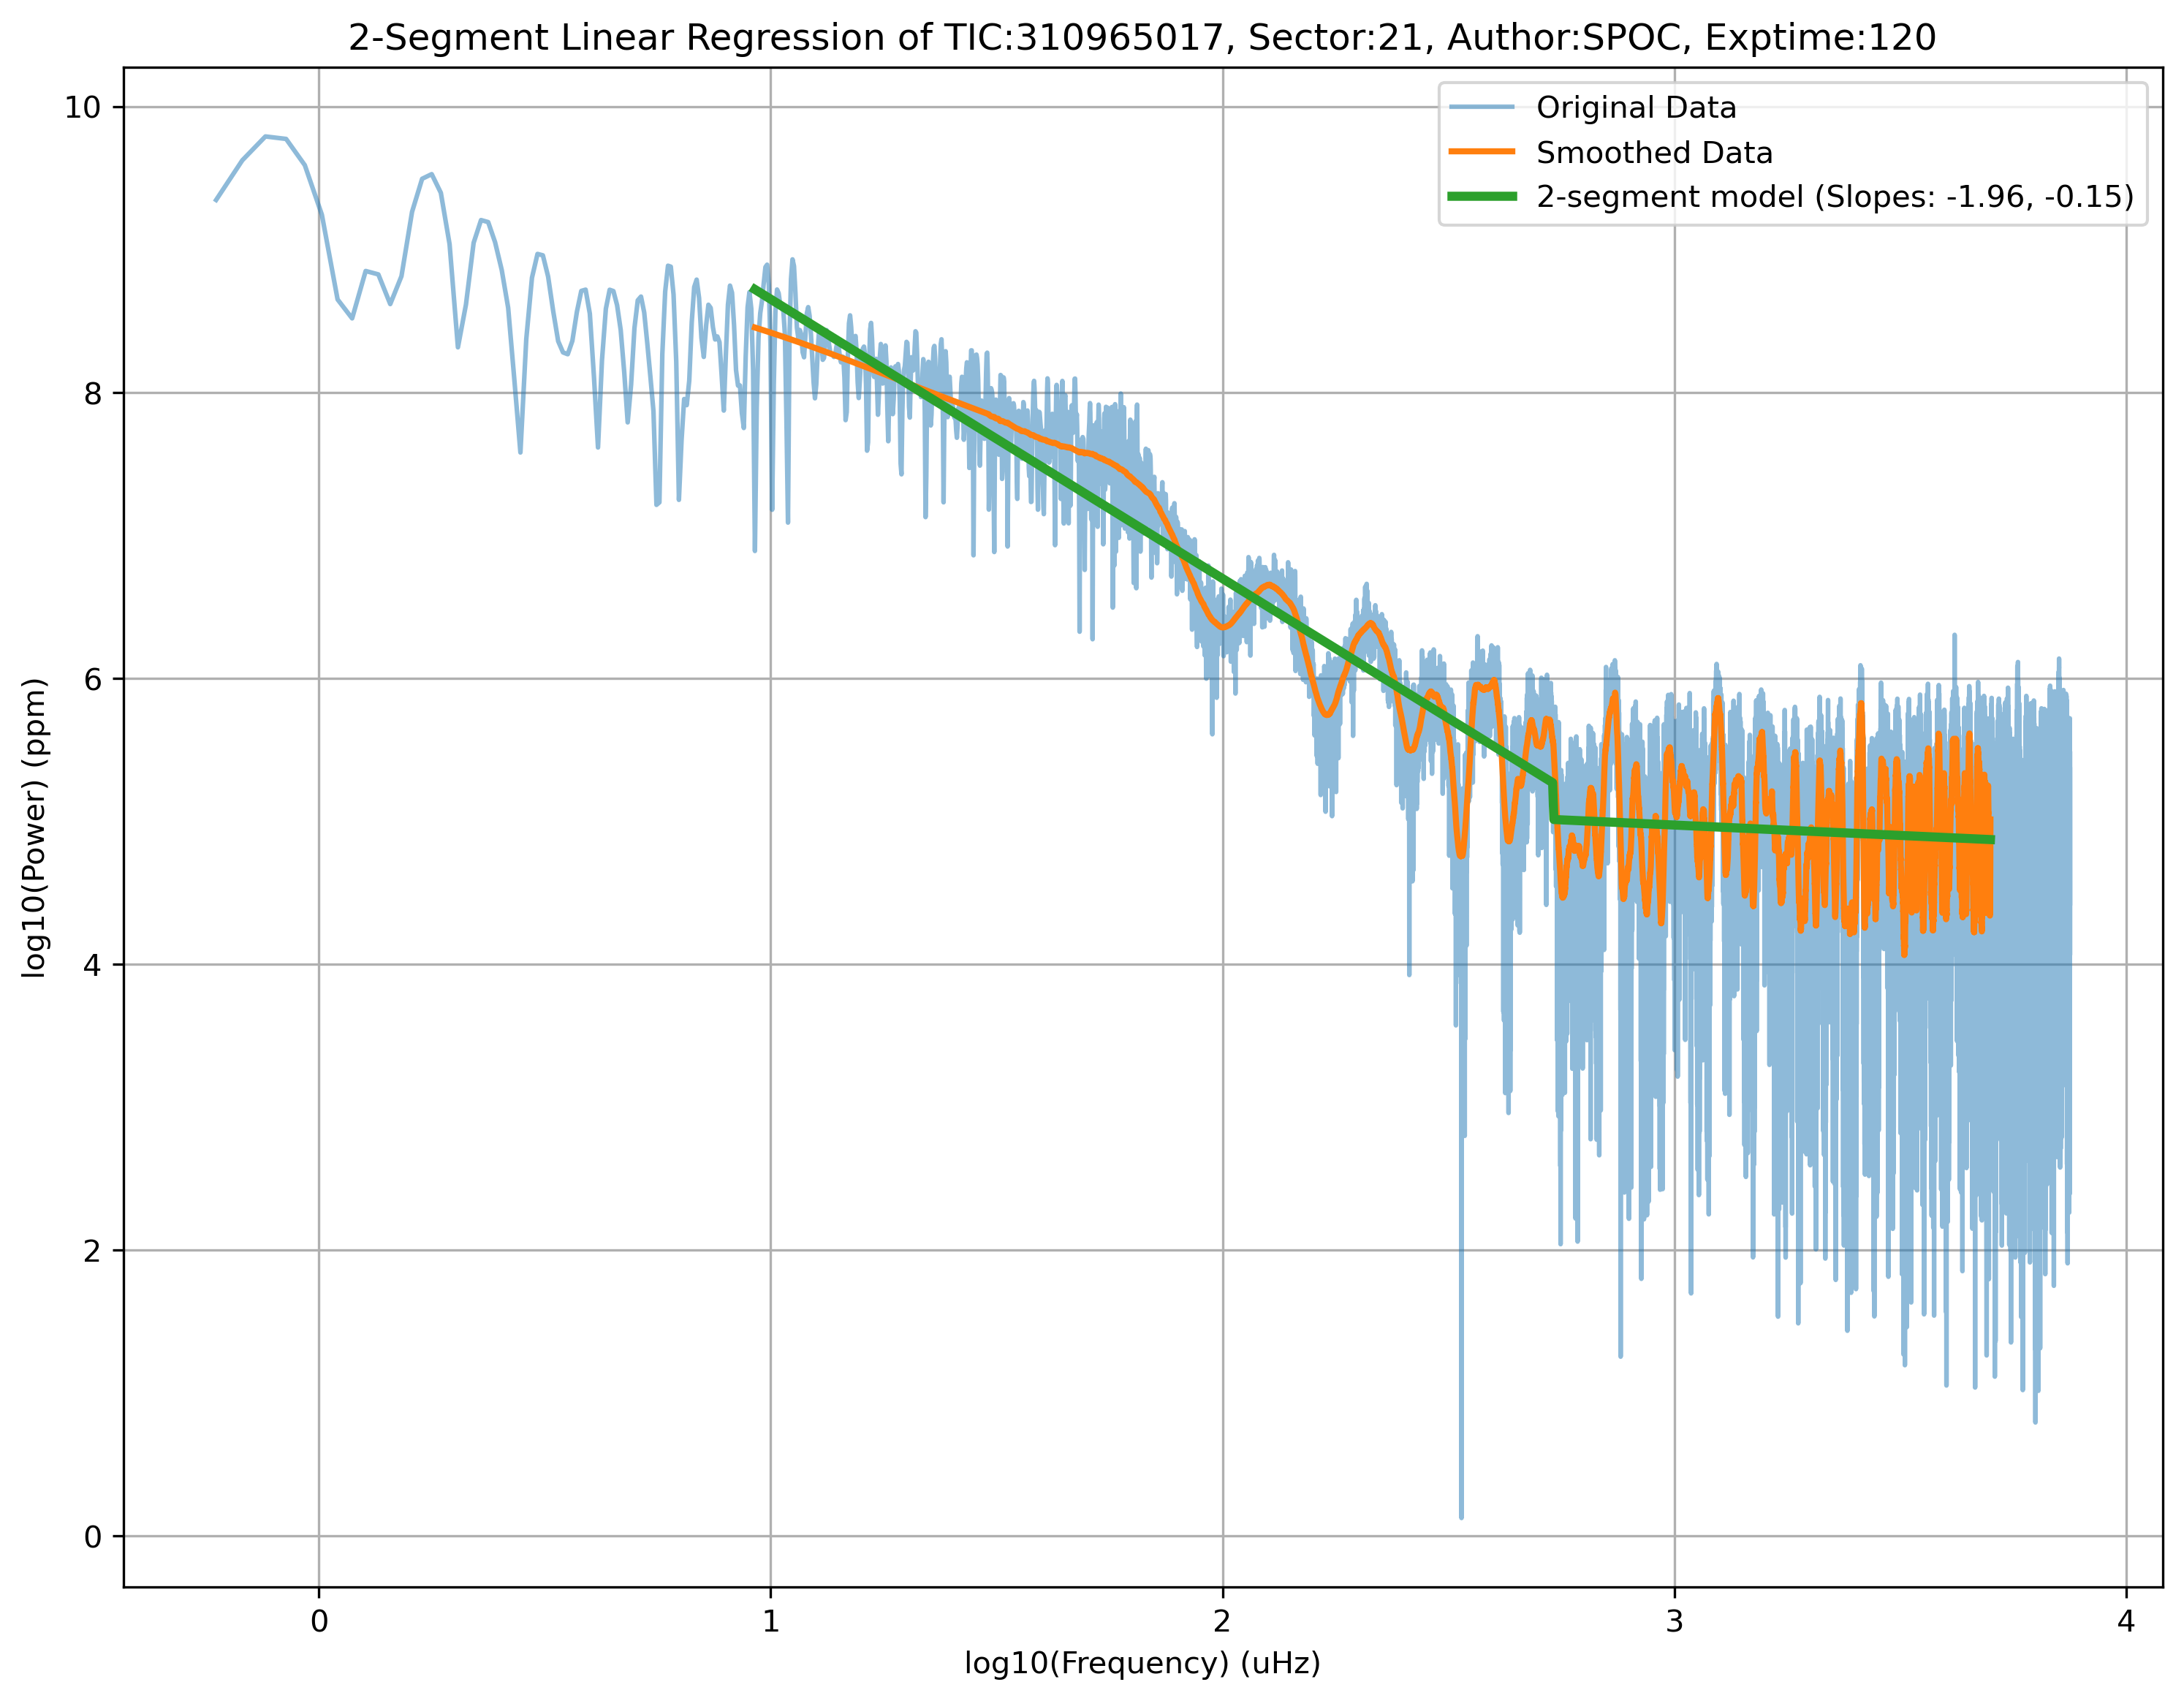 2-Segment Linear Regression of TIC:310965017, Sector:21, Author:SPOC, Exptime:120
Original Data
Smoothed Data
2-segment model (Slopes: -1.96, -0.15)
log10(Power) (ppm)
10
8
6
4
2
0
0 1 2 3 4
log10(Frequency) (uHz)